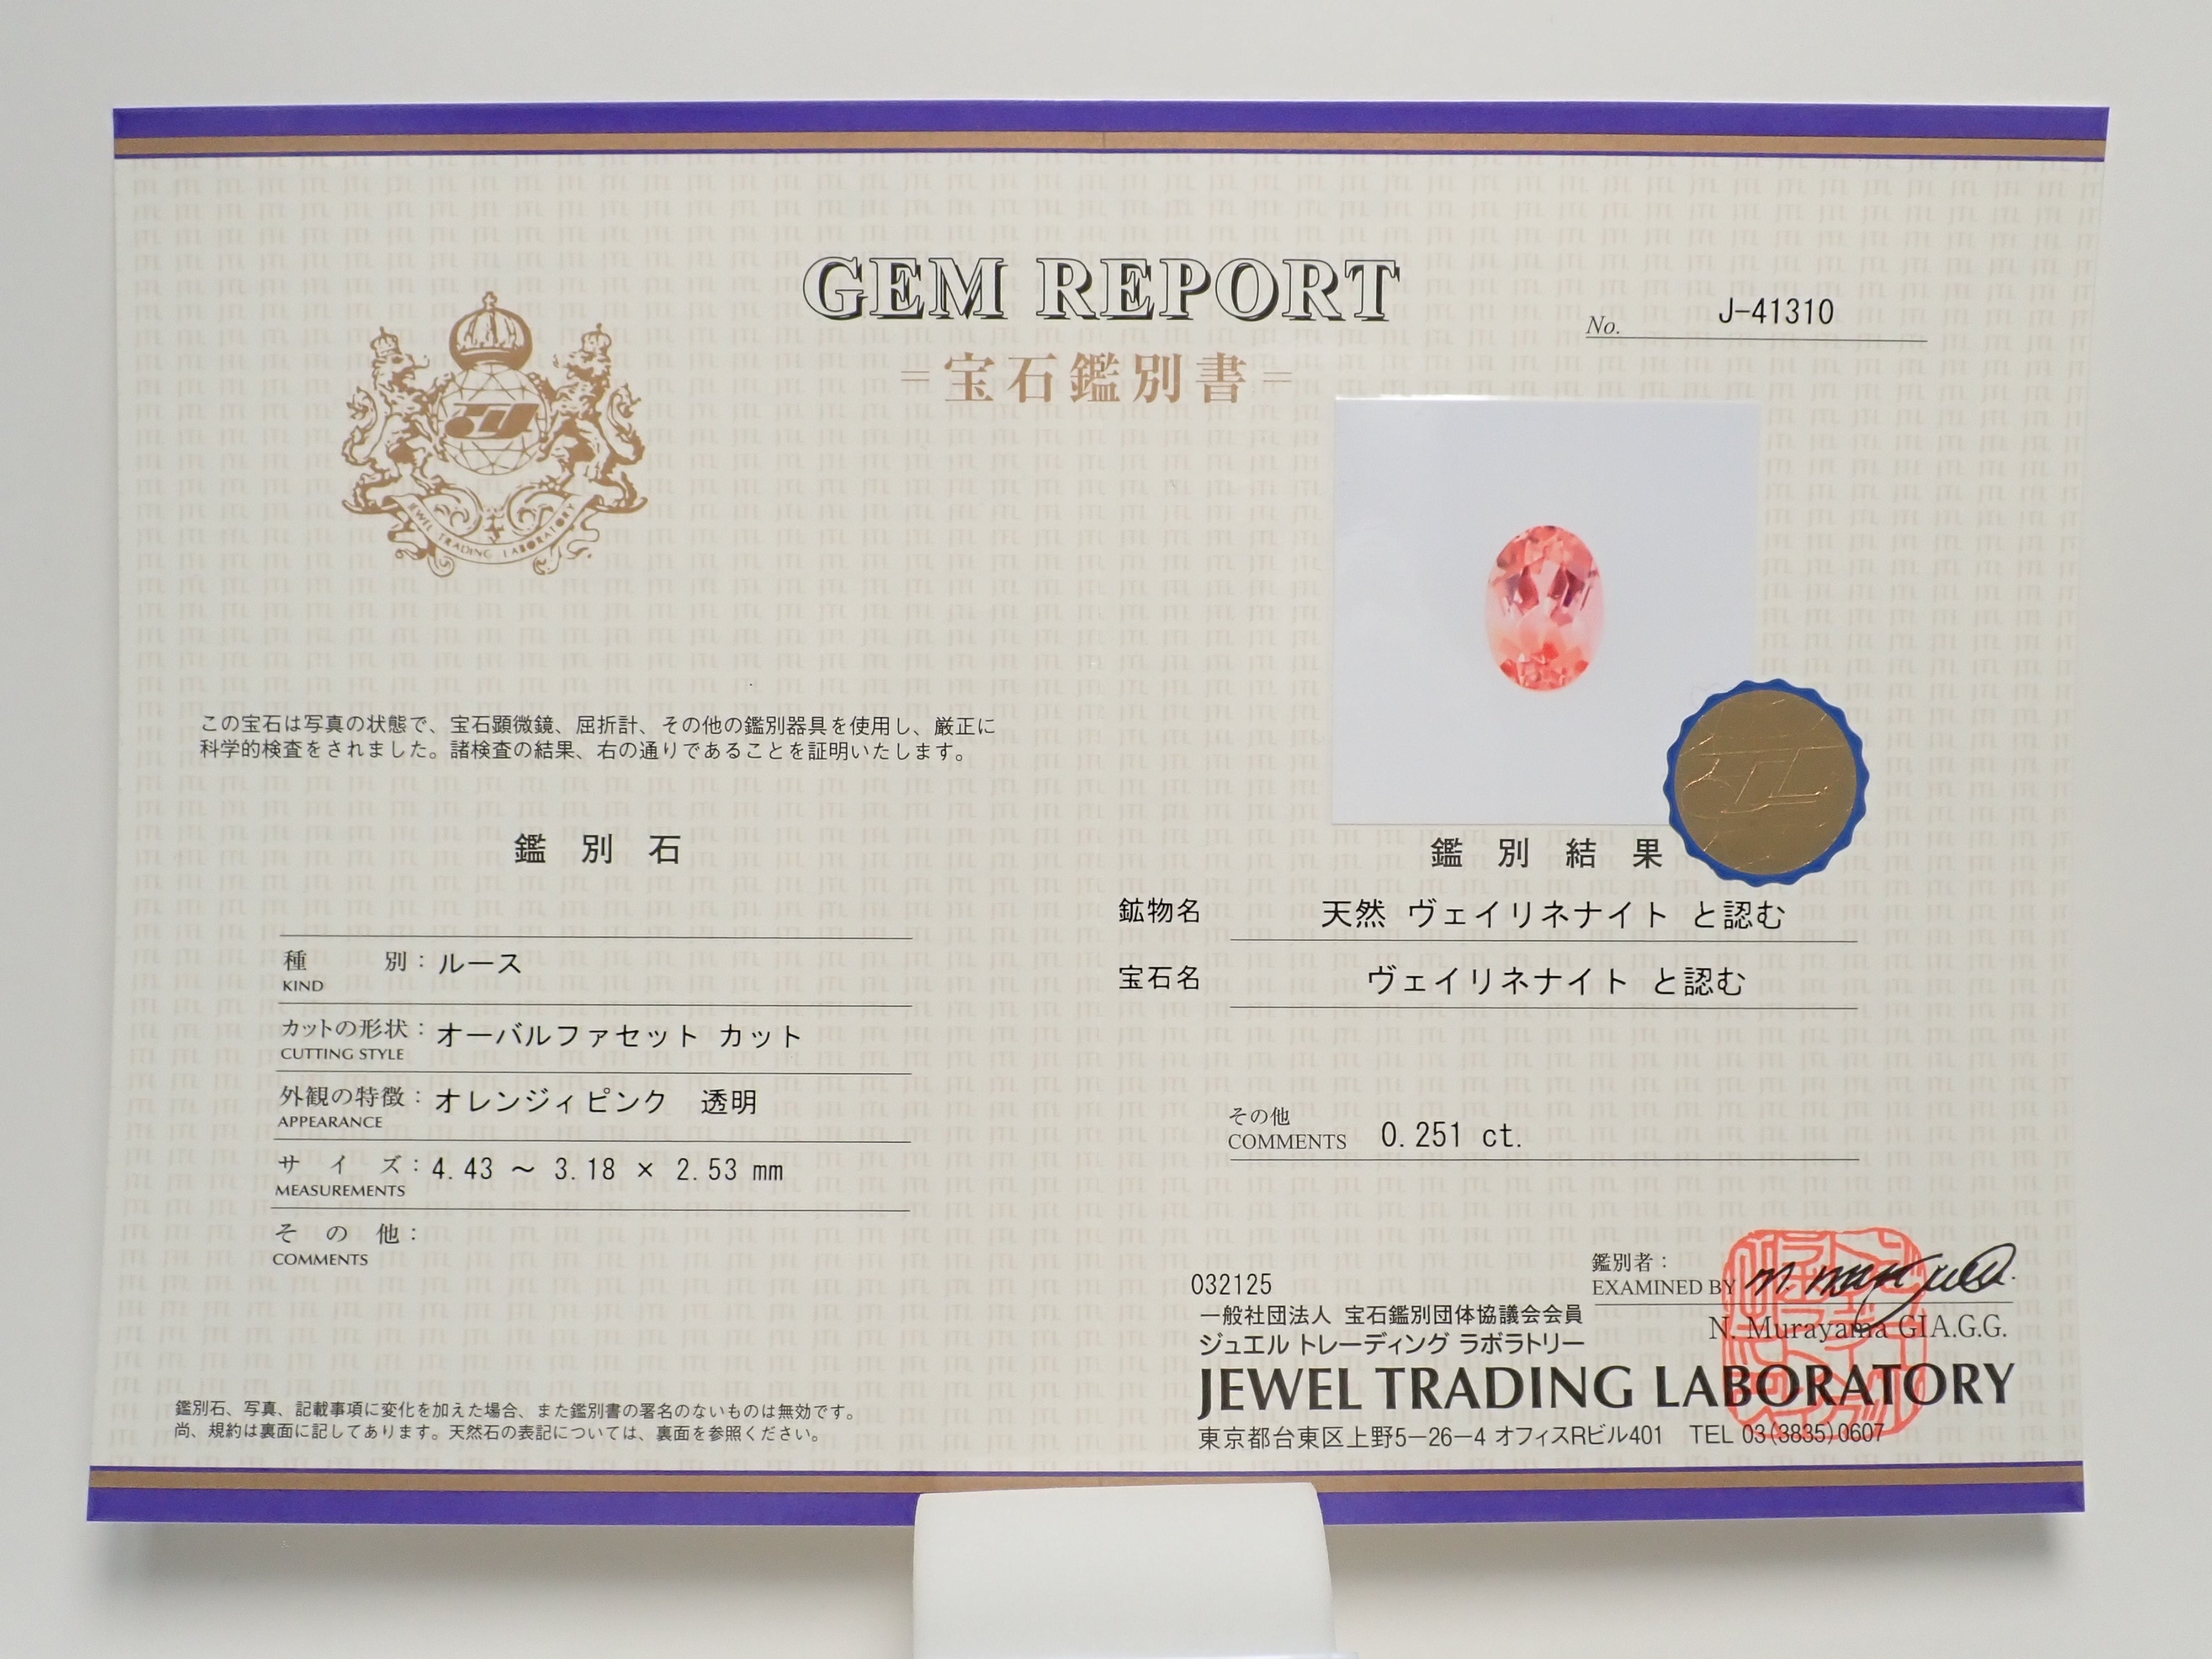 GEM REPORT
=宝石鑑別書=
No. J-41310
JEWEL TRADING LABORATORY
この宝石は写真の状態で、宝石顕微鏡、屈折計、その他の鑑別器具を使用し、厳正に
科学的検査をされました。諸検査の結果、右の通りであることを証明いたします。
鑑別石
種 別：ルース
KIND
カットの形状：オーバルファセット カット
CUTTING STYLE
外観の特徴：オレンジィピンク 透明
APPEARANCE
サイズ：4.43 ～ 3.18 × 2.53 mm
MEASUREMENTS
その他：
COMMENTS
鑑別石、写真、記載事項に変化を加えた場合、また鑑別書の署名のないものは無効です。
尚、規約は裏面に記してあります。天然石の表記については、裏面を参照ください。
鑑別結果
鉱物名 天然 ヴェイリネナイト と認む
宝石名 ヴェイリネナイト と認む
その他
COMMENTS 0.251 ct.
鑑別者：
EXAMINED BY
N. Murayama GIA.G.G.
032125
一般社団法人 宝石鑑別団体協議会会員
ジュエル トレーディング ラボラトリー
JEWEL TRADING LABORATORY
東京都台東区上野5−26−4 オフィスRビル401 TEL 03(3835)0607